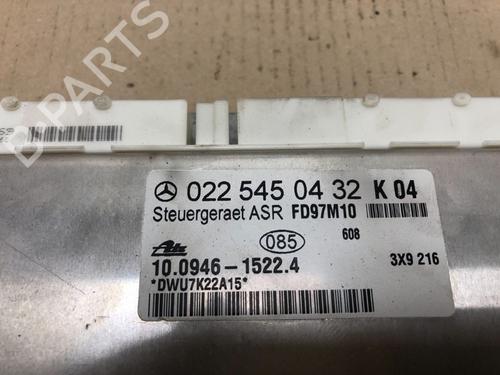 B-PARTS
022 545 04 32 K 04
Steuergeraet ASR FD97M10
085 608
Ate
10.0946-1522.4 3X9 216
*DWU7K22A15*